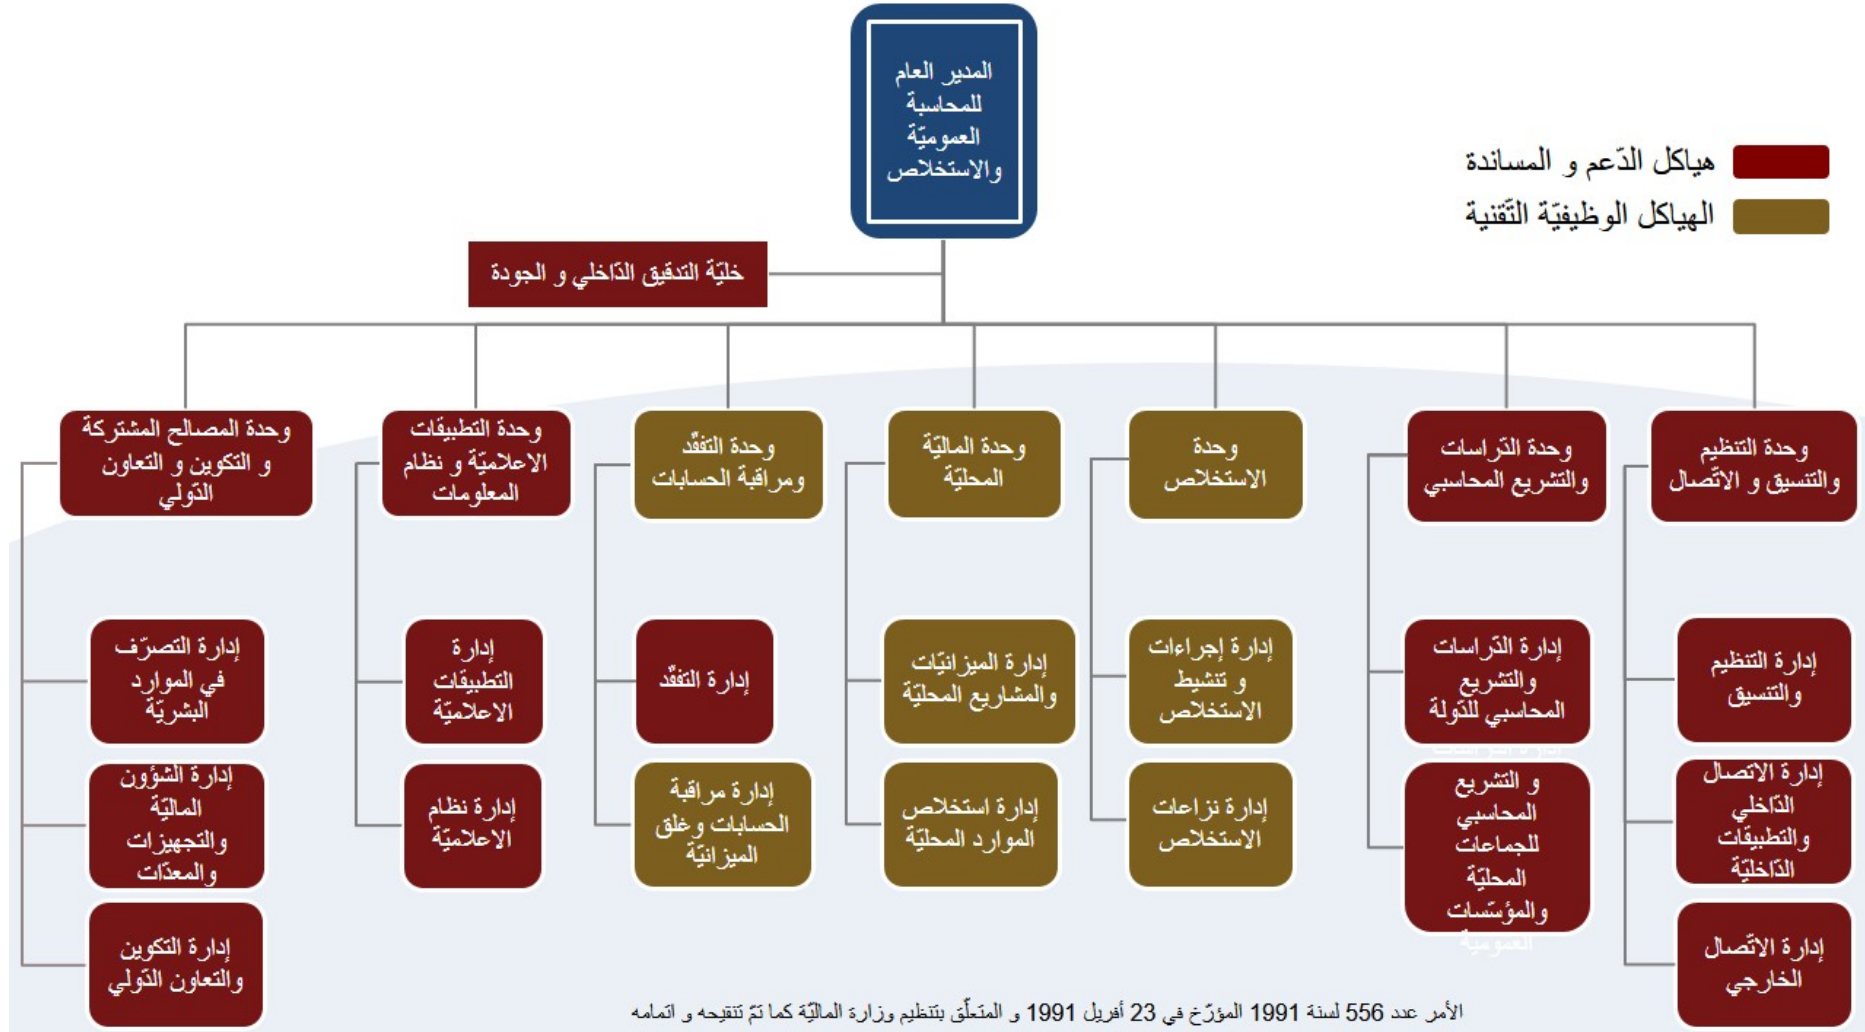 المدير العام
للمحاسبة
العموميّة
والاستخلاص
هياكل الدّعم و المساندة
الهياكل الوظيفيّة التّقنية
خليّة التدقيق الدّاخلي و الجودة
وحدة التنظيم
والتنسيق و الاتّصال
وحدة الدّراسات
والتشريع المحاسبي
وحدة
الاستخلاص
وحدة الماليّة
المحليّة
وحدة التفقّد
ومراقبة الحسابات
وحدة التطبيقات
الاعلاميّة و نظام
المعلومات
وحدة المصالح المشتركة
و التكوين و التعاون
الدّولي
إدارة التنظيم
والتنسيق
إدارة الدّراسات
والتشريع
المحاسبي للدّولة
إدارة إجراءات
و تنشيط
الاستخلاص
إدارة الميزانيّات
والمشاريع المحليّة
إدارة التفقّد
إدارة
التطبيقات
الاعلاميّة
إدارة التصرّف
في الموارد
البشريّة
إدارة الاتصال
الدّاخلي
والتطبيقات
الدّاخليّة
و التشريع
المحاسبي
للجماعات
المحليّة
والمؤسّسات
العمومية
إدارة نزاعات
الاستخلاص
إدارة استخلاص
الموارد المحليّة
إدارة مراقبة
الحسابات وغلق
الميزانيّة
إدارة نظام
الاعلاميّة
إدارة الشؤون
الماليّة
والتجهيزات
والمعدّات
إدارة الاتّصال
الخارجي
إدارة التكوين
والتعاون الدّولي
الأمر عدد 556 لسنة 1991 المؤرّخ في 23 أفريل 1991 و المتعلّق بتنظيم وزارة الماليّة كما تمّ تنقيحه و اتمامه